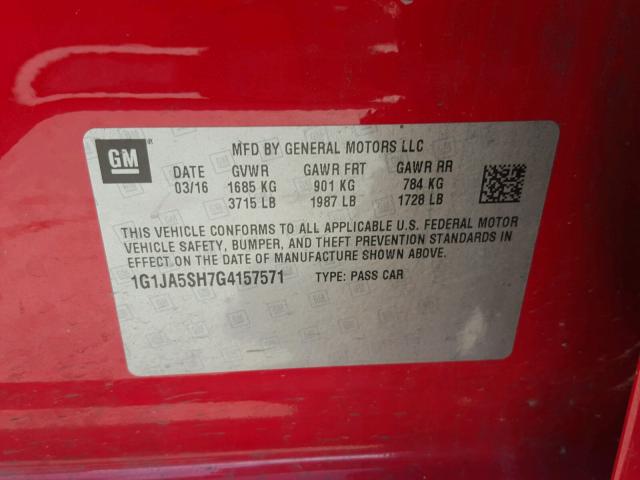 GM ®
MFD BY GENERAL MOTORS LLC
DATE GVWR GAWR FRT GAWR RR
03/16 1685 KG 901 KG 784 KG
3715 LB 1987 LB 1728 LB
THIS VEHICLE CONFORMS TO ALL APPLICABLE U.S. FEDERAL MOTOR
VEHICLE SAFETY, BUMPER, AND THEFT PREVENTION STANDARDS IN
EFFECT ON THE DATE OF MANUFACTURE SHOWN ABOVE.
1G1JA5SH7G4157571 TYPE: PASS CAR